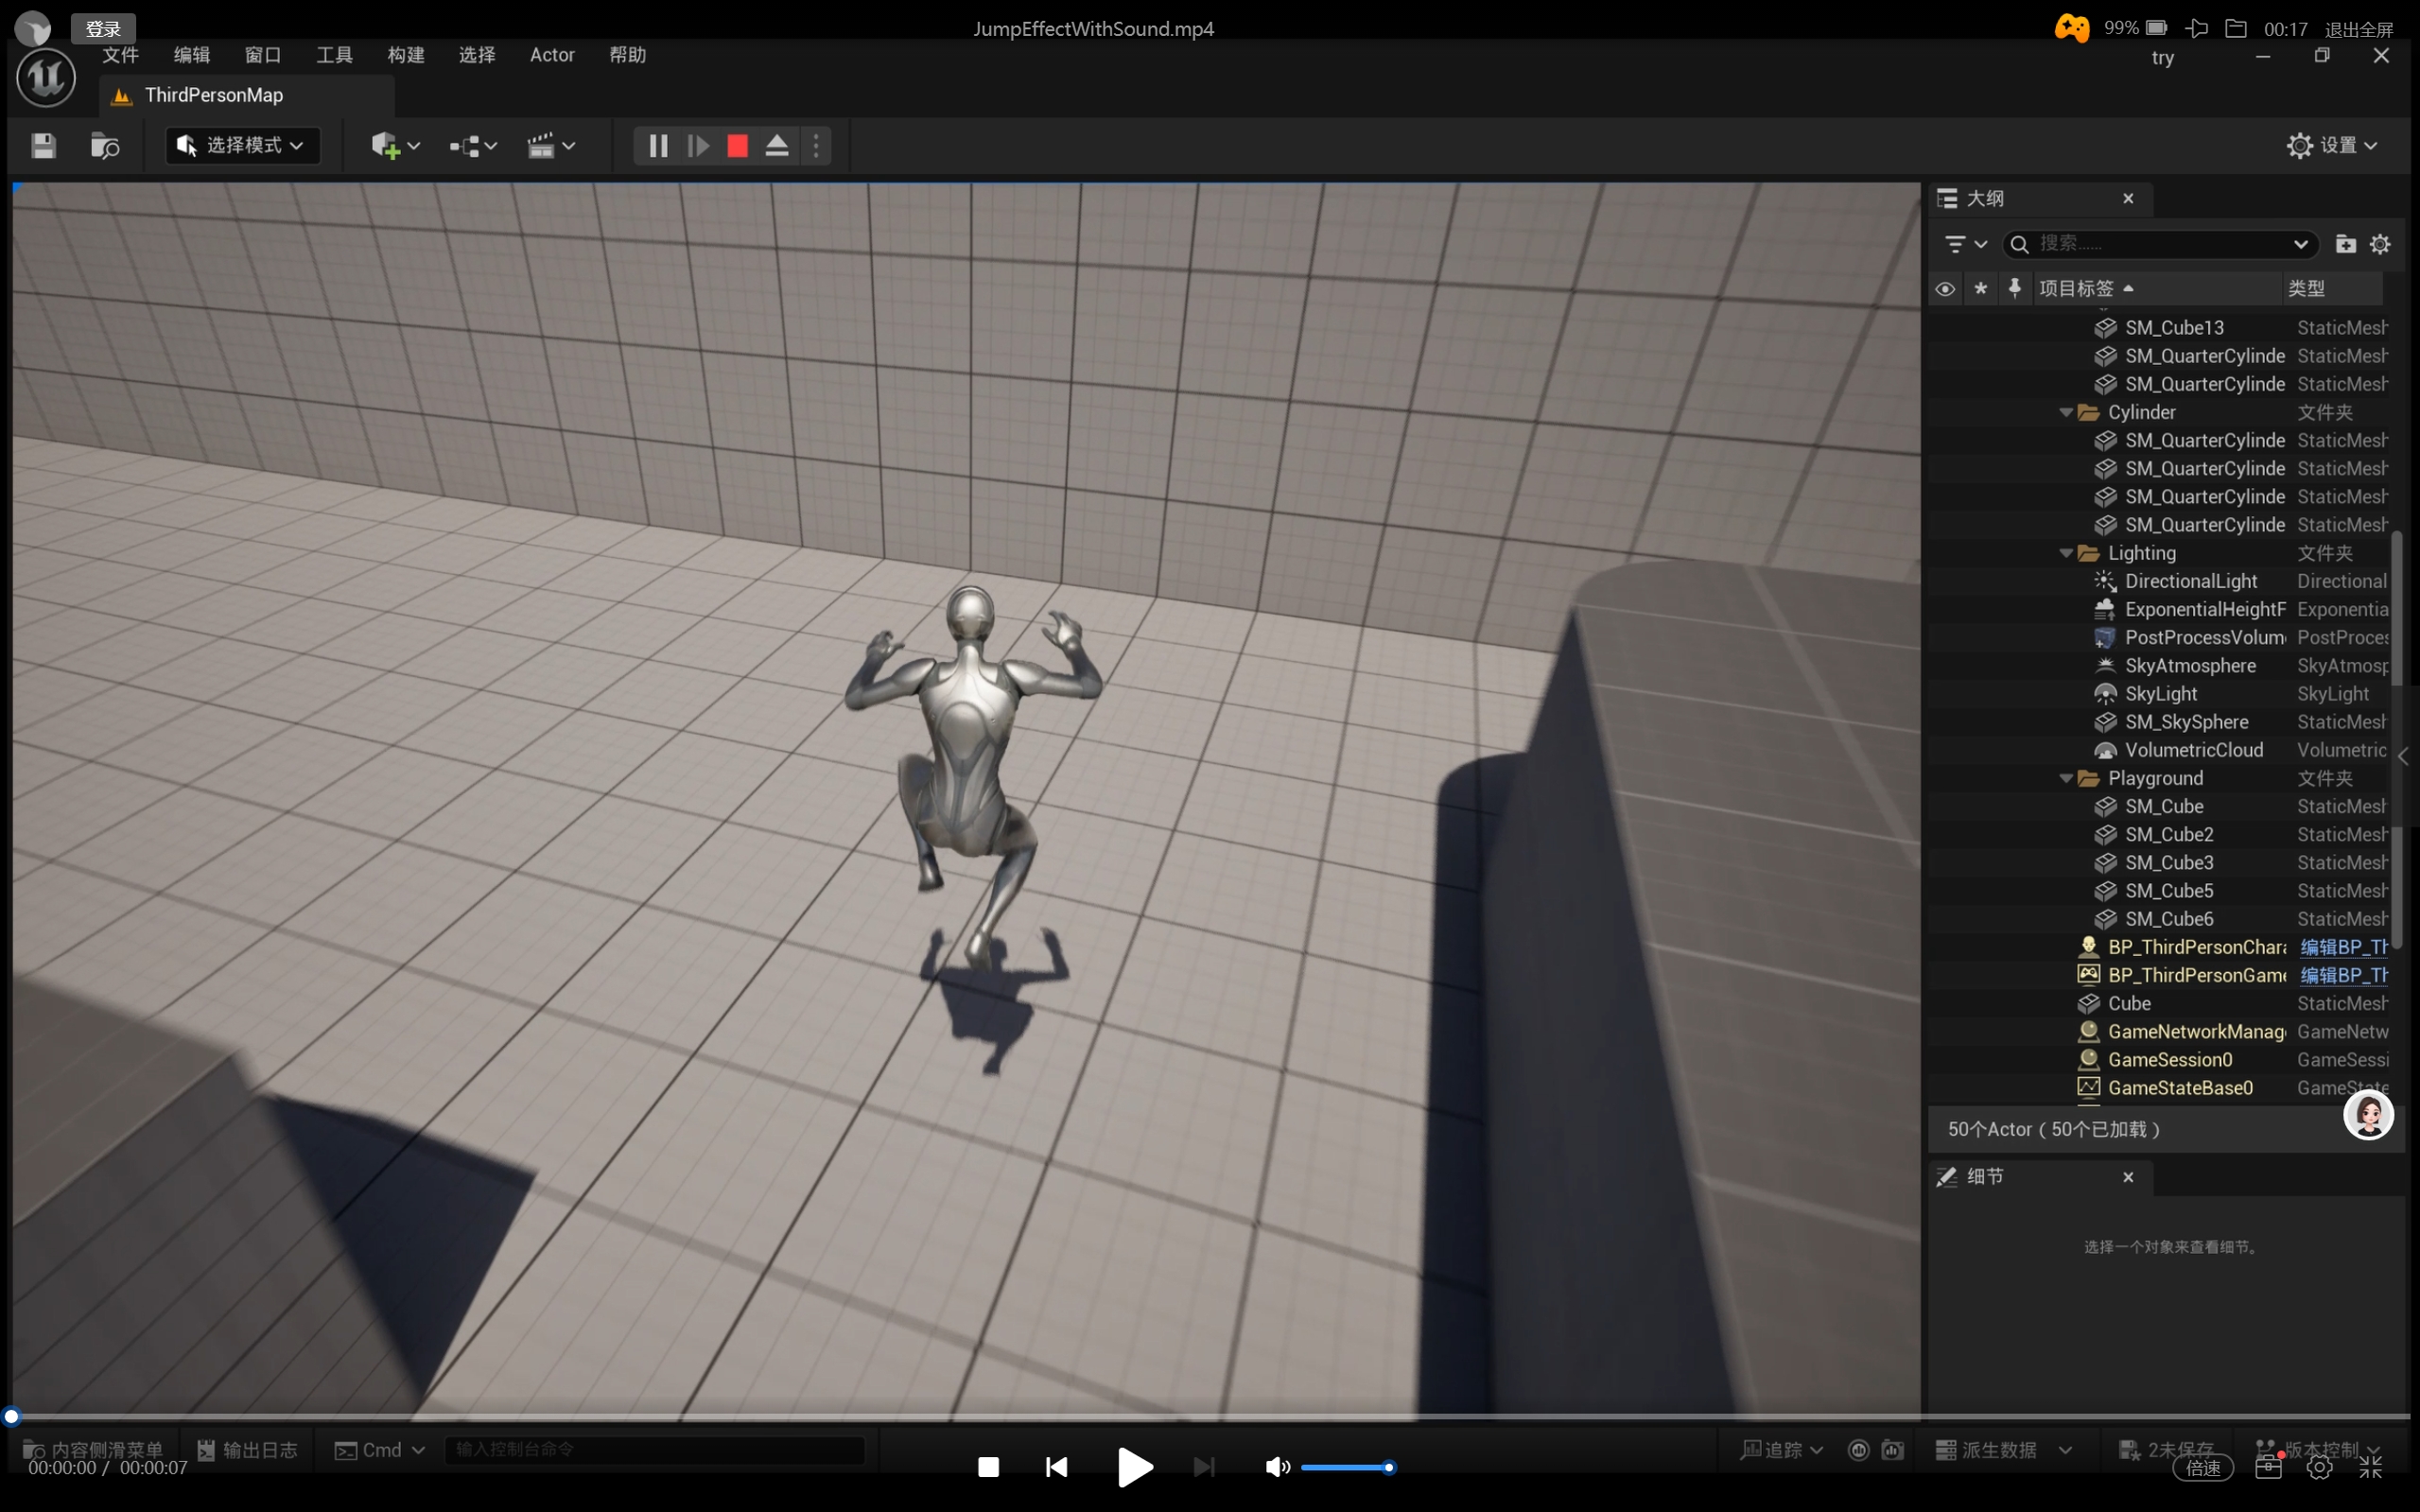 登录
JumpEffectWithSound.mp4
99%
00:17
退出全屏
文件 编辑 窗口 工具 构建 选择 Actor 帮助
try
ThirdPersonMap
选择模式
设置
大纲
搜索......
项目标签 类型
SM_Cube13 StaticMesh
SM_QuarterCylinde StaticMesh
SM_QuarterCylinde StaticMesh
Cylinder 文件夹
SM_QuarterCylinde StaticMesh
SM_QuarterCylinde StaticMesh
SM_QuarterCylinde StaticMesh
SM_QuarterCylinde StaticMesh
Lighting 文件夹
DirectionalLight Directional
ExponentialHeightF Exponentia
PostProcessVolum PostProces
SkyAtmosphere SkyAtmosp
SkyLight SkyLight
SM_SkySphere StaticMesh
VolumetricCloud Volumetric
Playground 文件夹
SM_Cube StaticMesh
SM_Cube2 StaticMesh
SM_Cube3 StaticMesh
SM_Cube5 StaticMesh
SM_Cube6 StaticMesh
BP_ThirdPersonChara 编辑BP_Th
BP_ThirdPersonGame 编辑BP_Th
Cube StaticMesh
GameNetworkManag GameNetw
GameSession0 GameSessi
GameStateBase0 GameState
50个Actor（50个已加载）
细节
选择一个对象来查看细节。
内容侧滑菜单 输出日志 Cmd 输入控制台命令
追踪 派生数据 2未保存 版本控制
00:00:00 / 00:00:07
倍速